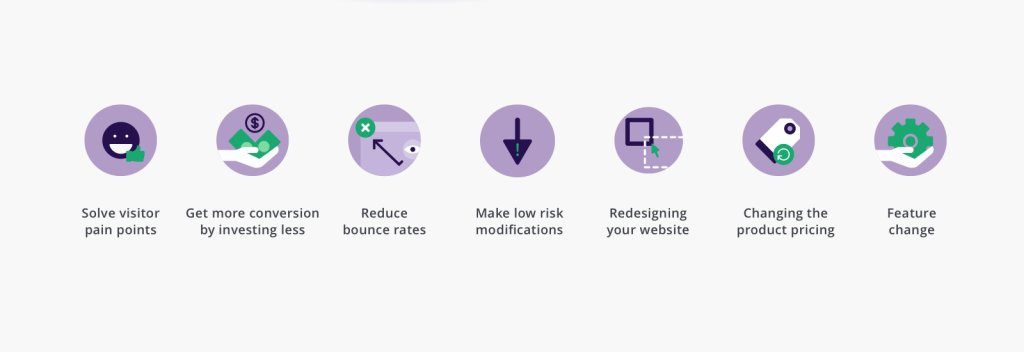 Solve visitor
pain points
Get more conversion
by investing less
Reduce
bounce rates
Make low risk
modifications
Redesigning
your website
Changing the
product pricing
Feature
change